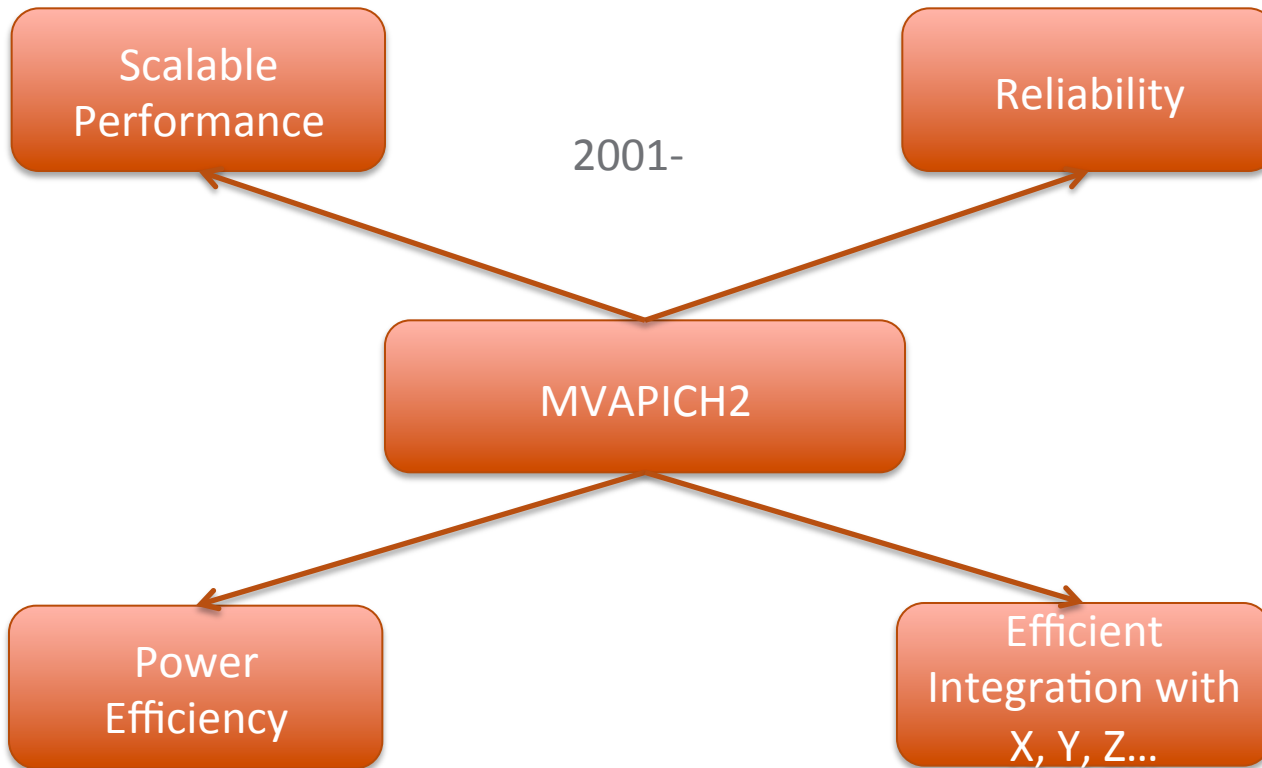 Scalable
Performance
Reliability
2001-
MVAPICH2
Power
Efficiency
Efficient
Integration with
X, Y, Z…